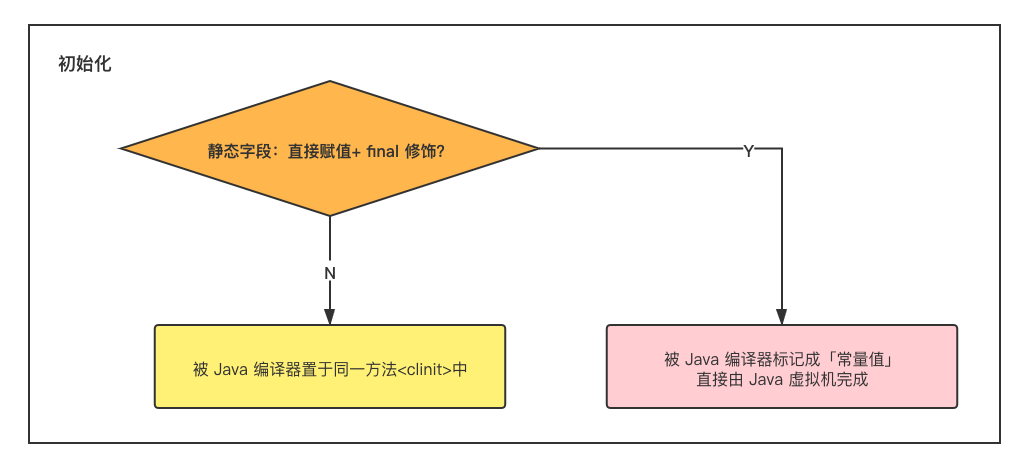 初始化
静态字段：直接赋值+ final 修饰?
Y
N
被 Java 编译器置于同一方法<clinit>中
被 Java 编译器标记成「常量值」
直接由 Java 虚拟机完成